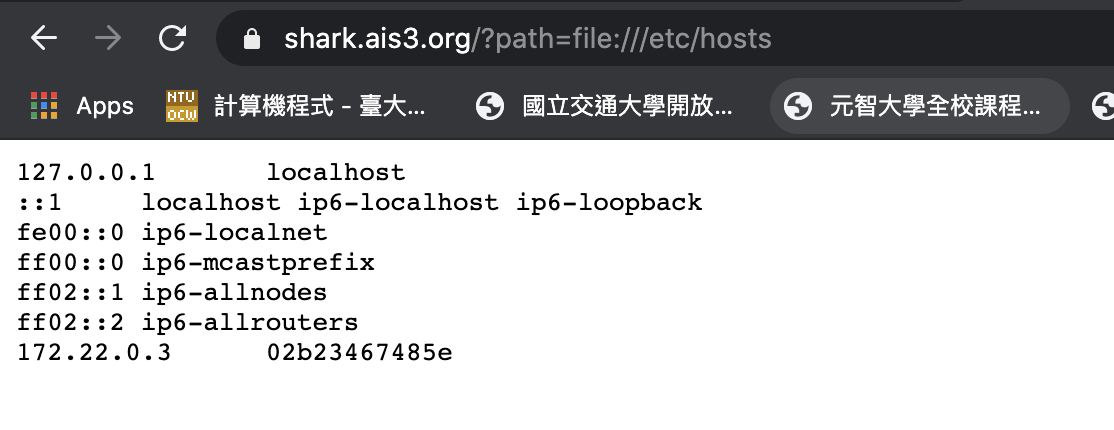 shark.ais3.org/?path=file:///etc/hosts
Apps
NTU
OCW
計算機程式 - 臺大...
國立交通大學開放...
元智大學全校課程...
127.0.0.1 localhost
::1 localhost ip6-localhost ip6-loopback
fe00::0 ip6-localnet
ff00::0 ip6-mcastprefix
ff02::1 ip6-allnodes
ff02::2 ip6-allrouters
172.22.0.3 02b23467485e